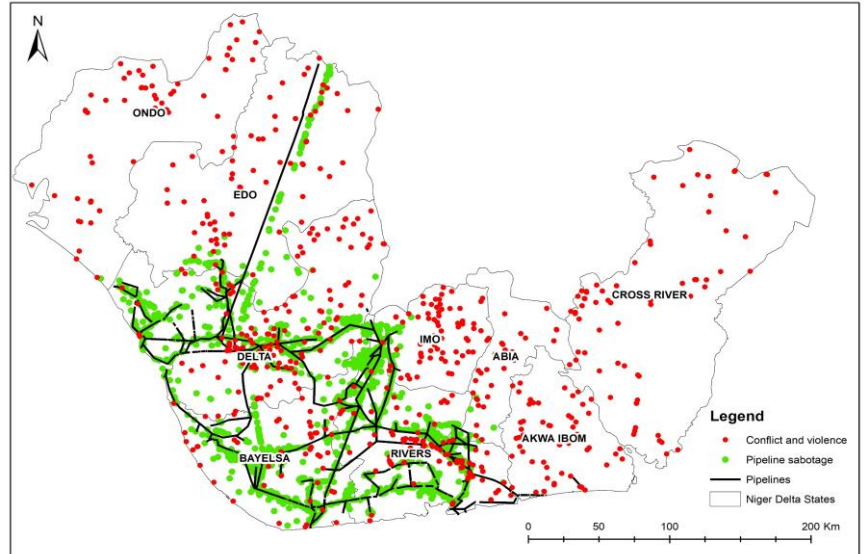 N
ONDO
EDO
CROSS RIVER
IMO
ABIA
DELTA
AKWA IBOM
RIVERS
BAYELSA
Legend
Conflict and violence
Pipeline sabotage
Pipelines
Niger Delta States
0 50 100 200 Km